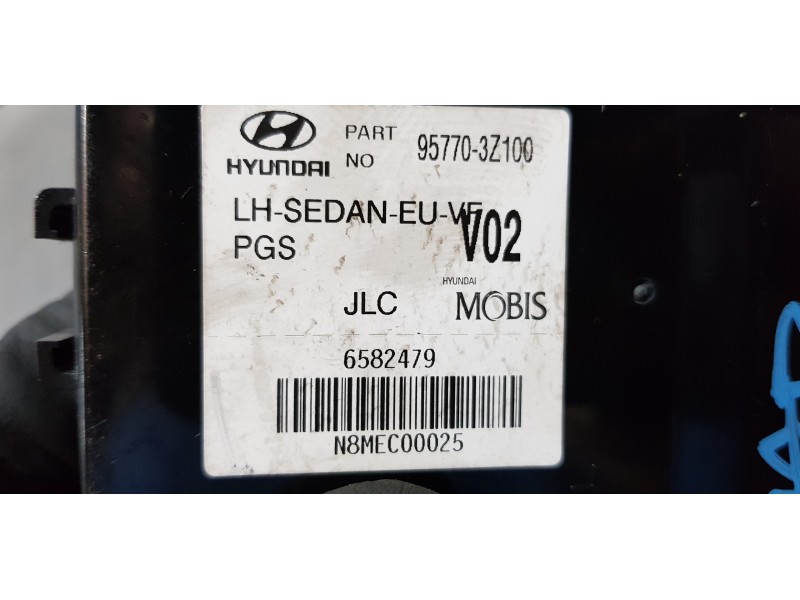 HYUNDAI
PART NO 95770-3Z100
LH-SEDAN-EU-VF
PGS V02
HYUNDAI
JLC MOBIS
6582479
N8MEC00025